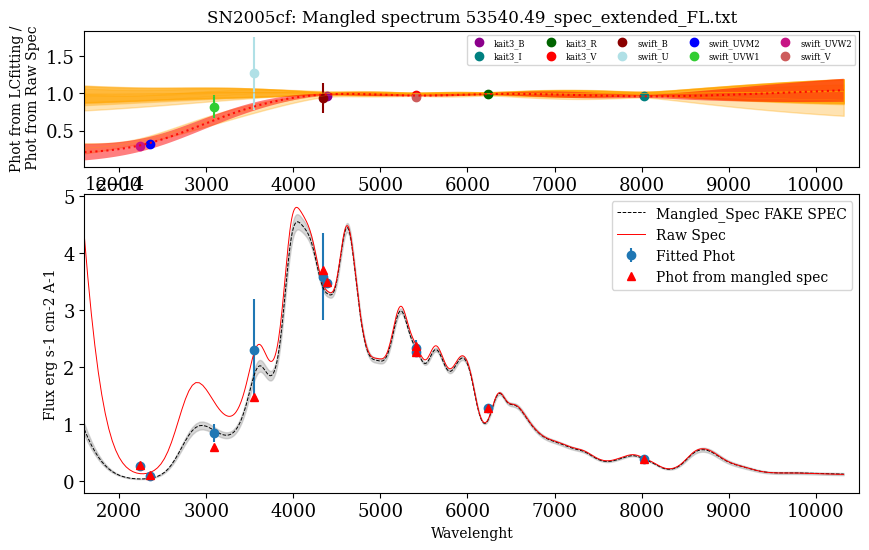 SN2005cf: Mangled spectrum 53540.49_spec_extended_FL.txt
Phot from LCfitting /
Phot from Raw Spec
1.5
1.0
0.5
kait3_B kait3_R swift_B swift_UVM2 swift_UVW2
kait3_I kait3_V swift_U swift_UVW1 swift_V
2000 3000 4000 5000 6000 7000 8000 9000 10000
1e−14
Flux erg s-1 cm-2 A-1
5
4
3
2
1
0
Mangled_Spec FAKE SPEC
Raw Spec
Fitted Phot
Phot from mangled spec
2000 3000 4000 5000 6000 7000 8000 9000 10000
Wavelenght